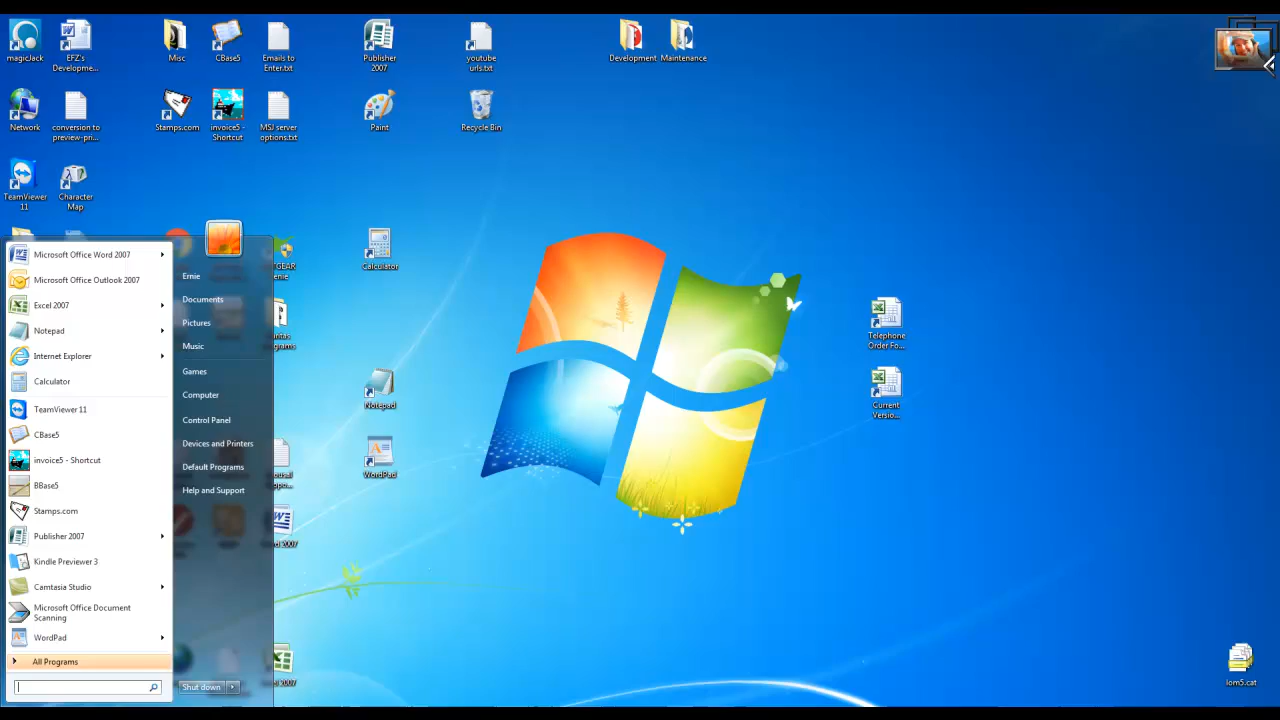 magicJack
EFZ's
Developme...
Misc
CBase5
Emails to
Enter.txt
Publisher
2007
youtube
urls.txt
Development
Maintenance
Network
conversion to
preview-pri...
Stamps.com
invoice5 -
Shortcut
MSJ server
options.txt
Paint
Recycle Bin
TeamViewer
11
Character
Map
Calculator
Telephone
Order Fo...
Notepad
Current
Versio...
WordPad
lom5.cat
Microsoft Office Word 2007
Microsoft Office Outlook 2007
Excel 2007
Notepad
Internet Explorer
Calculator
TeamViewer 11
CBase5
invoice5 - Shortcut
BBase5
Stamps.com
Publisher 2007
Kindle Previewer 3
Camtasia Studio
Microsoft Office Document
Scanning
WordPad
All Programs
Ernie
Documents
Pictures
Music
Games
Computer
Control Panel
Devices and Printers
Default Programs
Help and Support
Shut down